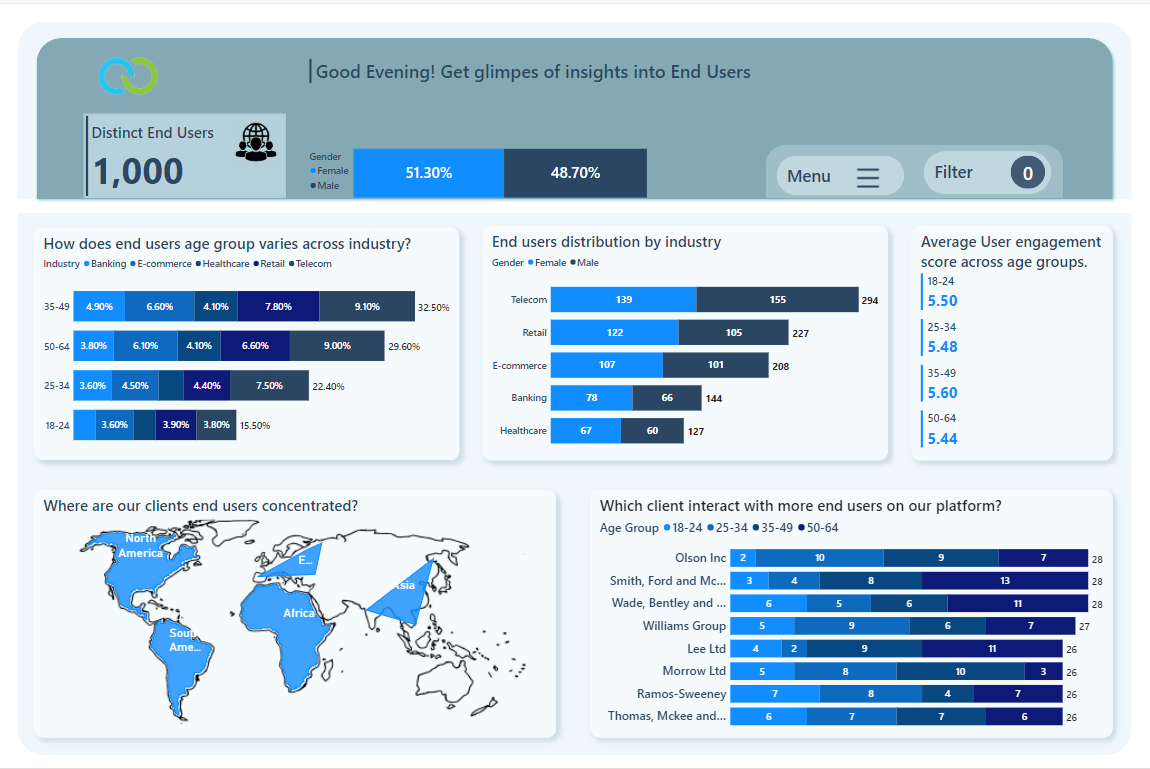 Good Evening! Get glimpes of insights into End Users
Distinct End Users
1,000
Gender
Female
Male
51.30%
48.70%
Menu
Filter
0
How does end users age group varies across industry?
Industry Banking E-commerce Healthcare Retail Telecom
35-49 4.90% 6.60% 4.10% 7.80% 9.10% 32.50%
50-64 3.80% 6.10% 4.10% 6.60% 9.00% 29.60%
25-34 3.60% 4.50% 4.40% 7.50% 22.40%
18-24 3.60% 3.90% 3.80% 15.50%
End users distribution by industry
Gender Female Male
Telecom 139 155 294
Retail 122 105 227
E-commerce 107 101 208
Banking 78 66 144
Healthcare 67 60 127
Average User engagement
score across age groups.
18-24
5.50
25-34
5.48
35-49
5.60
50-64
5.44
Where are our clients end users concentrated?
North
America
E...
Asia
Africa
South
Ame...
Which client interact with more end users on our platform?
Age Group 18-24 25-34 35-49 50-64
Olson Inc 2 10 9 7 28
Smith, Ford and Mc... 3 4 8 13 28
Wade, Bentley and ... 6 5 6 11 28
Williams Group 5 9 6 7 27
Lee Ltd 4 2 9 11 26
Morrow Ltd 5 8 10 3 26
Ramos-Sweeney 7 8 4 7 26
Thomas, Mckee and... 6 7 7 6 26